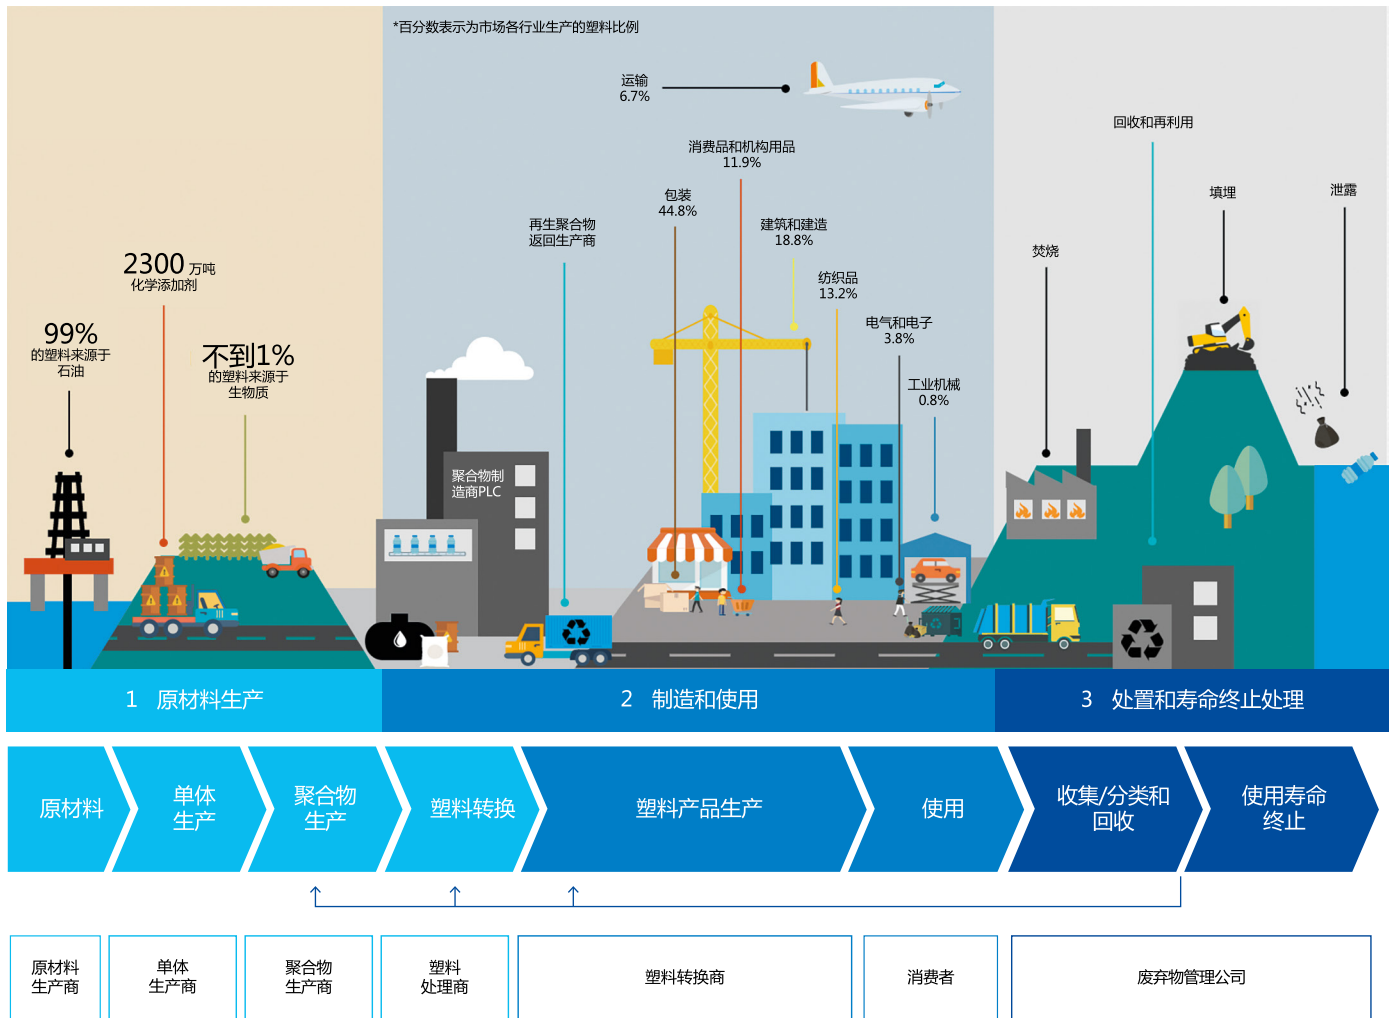 *百分数表示为市场各行业生产的塑料比例
运输
6.7%
消费品和机构用品
11.9%
回收和再利用
包装
44.8%
填埋
泄露
再生聚合物
返回生产商
建筑和建造
18.8%
焚烧
2300 万吨
化学添加剂
纺织品
13.2%
99%
的塑料来源于
石油
不到1%
的塑料来源于
生物质
电气和电子
3.8%
工业机械
0.8%
聚合物制
造商PLC
1 原材料生产
2 制造和使用
3 处置和寿命终止处理
原材料
单体
生产
聚合物
生产
塑料转换
塑料产品生产
使用
收集/分类和
回收
使用寿命
终止
原材料
生产商
单体
生产商
聚合物
生产商
塑料
处理商
塑料转换商
消费者
废弃物管理公司